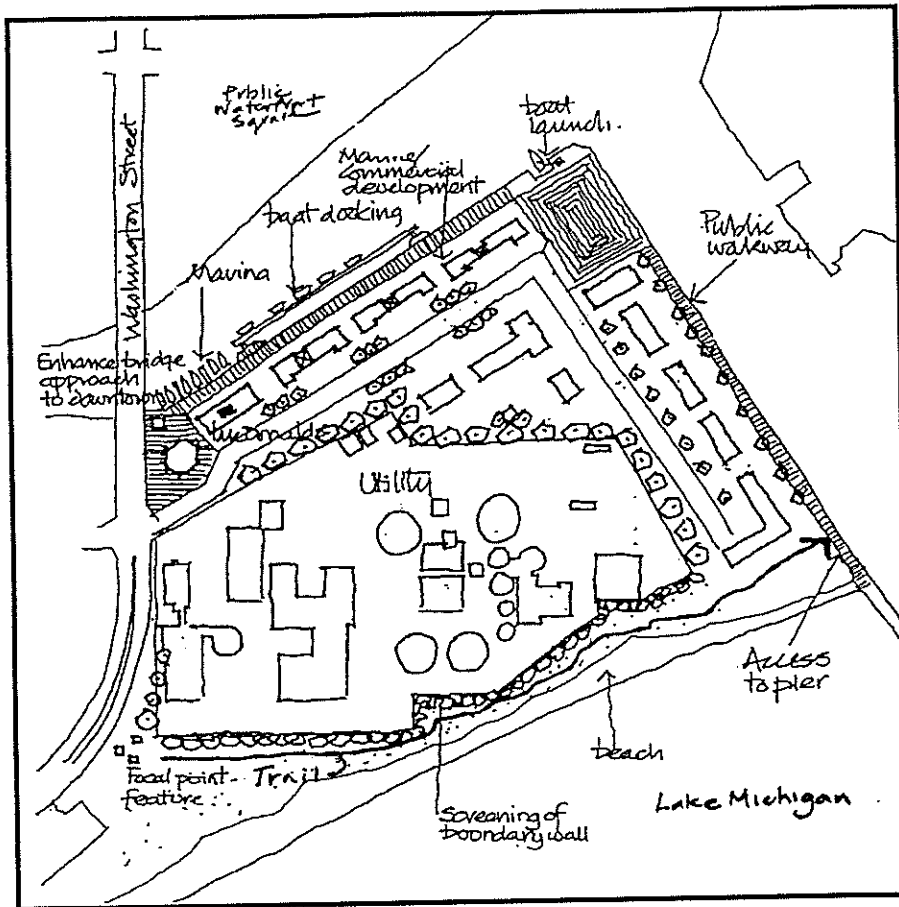 Public
Waterfront
Square
boat
launch.
Washington Street
Marine/
commercial
development
boat docking
Public
walkway
Marina
Enhance bridge
approach
to downtown
Utility
Access
to pier
beach
Focal point
feature
Trail
Screening of
boundary wall
Lake Michigan